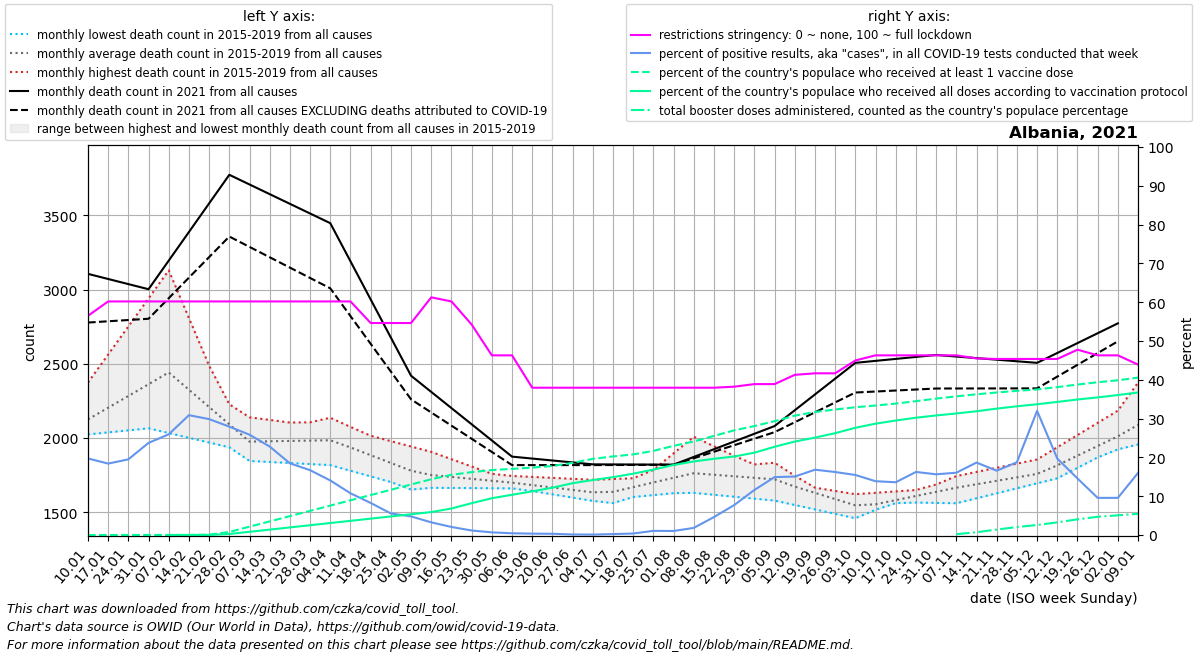 left Y axis:
monthly lowest death count in 2015-2019 from all causes
monthly average death count in 2015-2019 from all causes
monthly highest death count in 2015-2019 from all causes
monthly death count in 2021 from all causes
monthly death count in 2021 from all causes EXCLUDING deaths attributed to COVID-19
range between highest and lowest monthly death count from all causes in 2015-2019
right Y axis:
restrictions stringency: 0 ~ none, 100 ~ full lockdown
percent of positive results, aka "cases", in all COVID-19 tests conducted that week
percent of the country's populace who received at least 1 vaccine dose
percent of the country's populace who received all doses according to vaccination protocol
total booster doses administered, counted as the country's populace percentage
Albania, 2021
count
3500
3000
2500
2000
1500
percent
100
90
80
70
60
50
40
30
20
10
0
10.01 17.01 24.01 31.01 07.02 14.02 21.02 28.02 07.03 14.03 21.03 28.03 04.04 11.04 18.04 25.04 02.05 09.05 16.05 23.05 30.05 06.06 13.06 20.06 27.06 04.07 11.07 18.07 25.07 01.08 08.08 15.08 22.08 29.08 05.09 12.09 19.09 26.09 03.10 10.10 17.10 24.10 31.10 07.11 14.11 21.11 28.11 05.12 12.12 19.12 26.12 02.01 09.01
date (ISO week Sunday)
This chart was downloaded from https://github.com/czka/covid_toll_tool.
Chart's data source is OWID (Our World in Data), https://github.com/owid/covid-19-data.
For more information about the data presented on this chart please see https://github.com/czka/covid_toll_tool/blob/main/README.md.